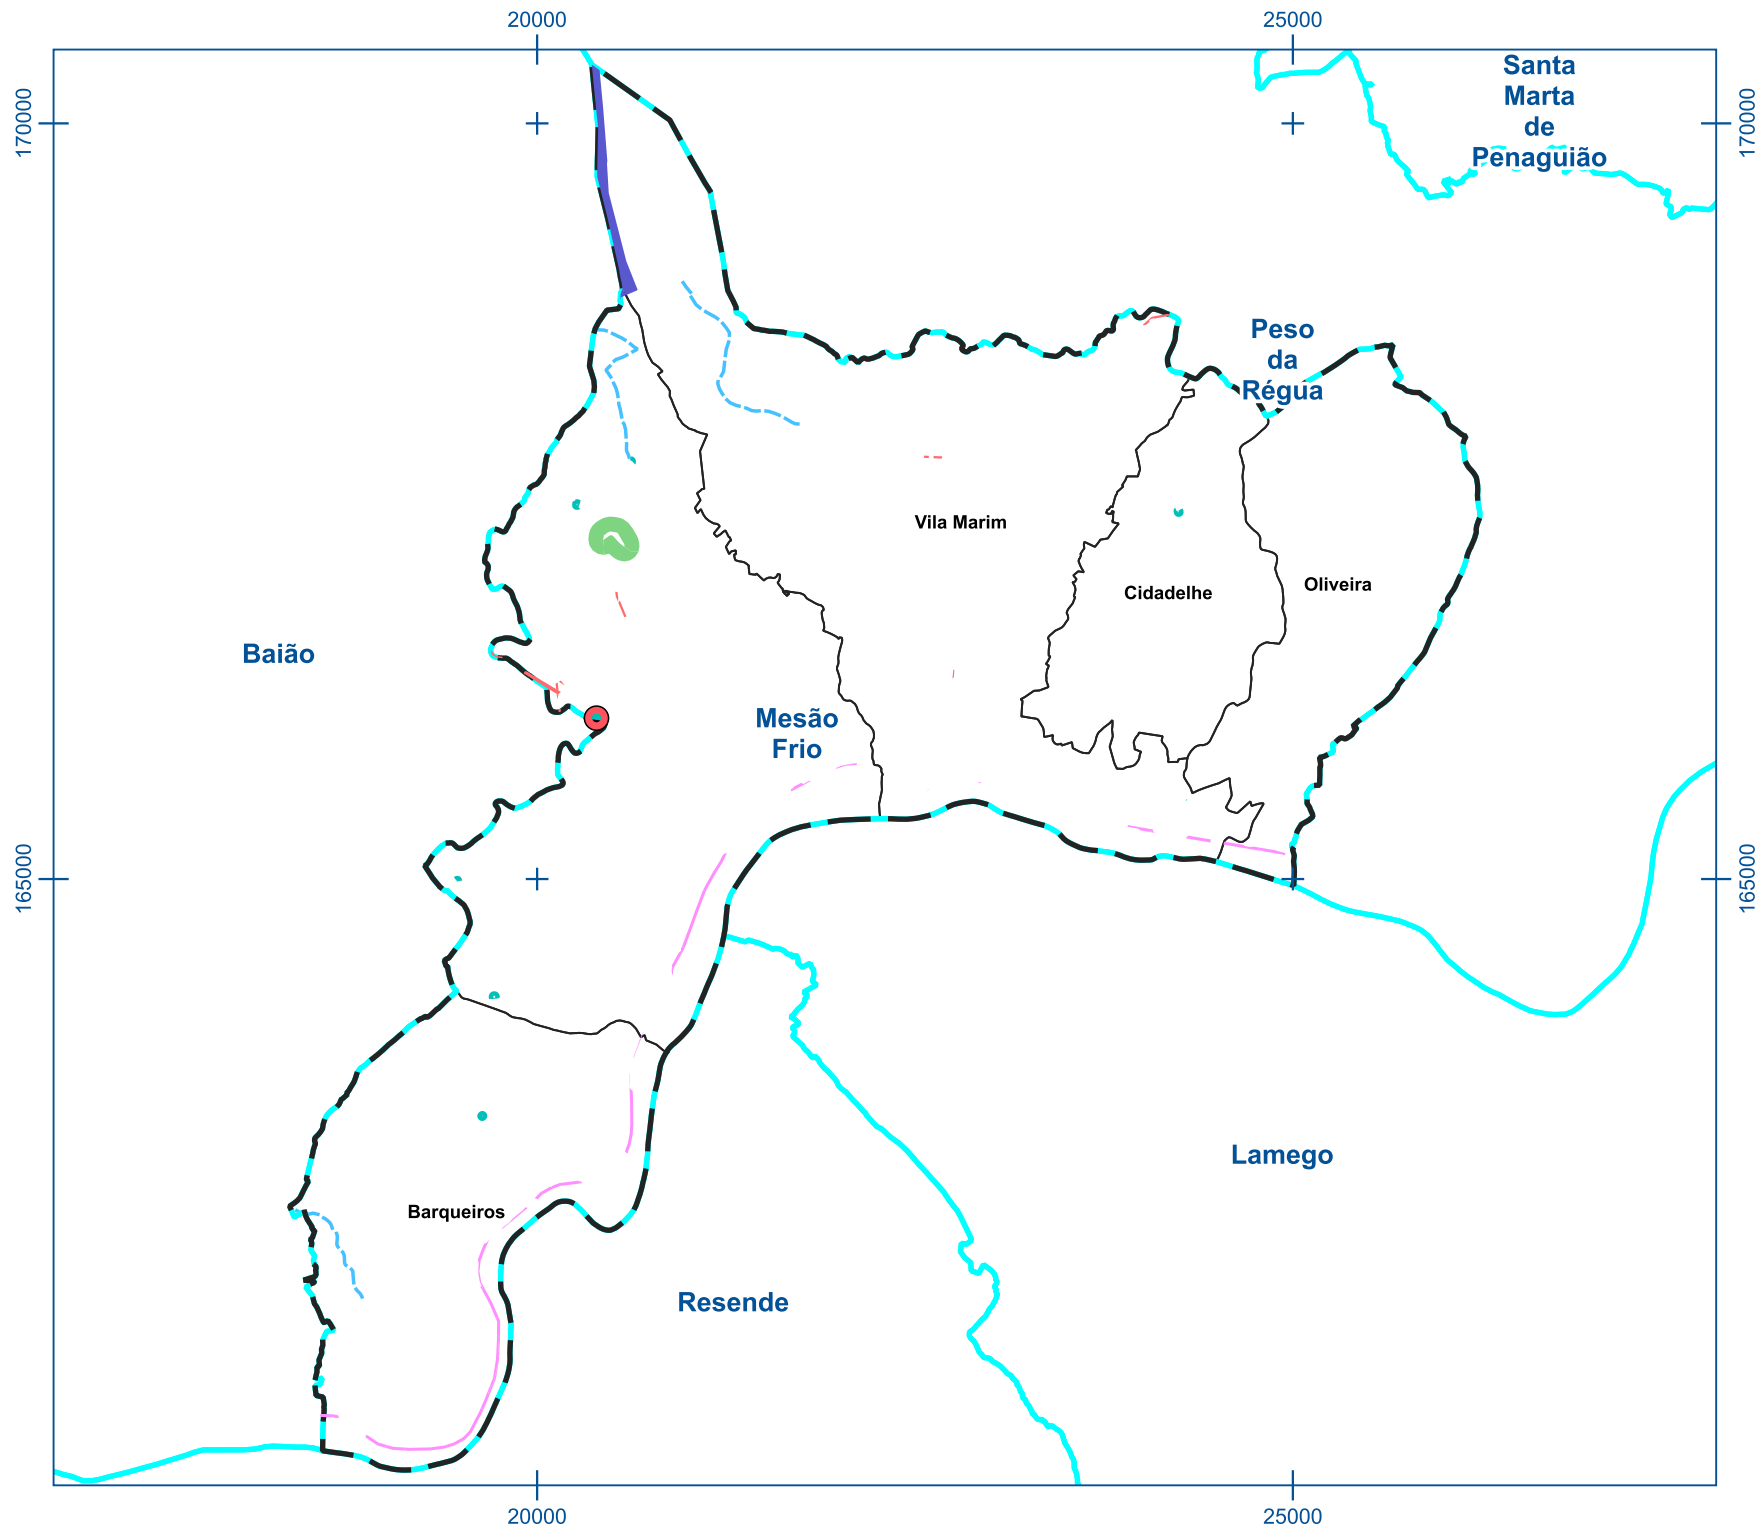 20000
25000
170000
170000
Santa
Marta
de
Penaguião
Peso
da
Régua
Vila Marim
Cidadelhe
Oliveira
Baião
Mesão
Frio
165000
165000
Lamego
Barqueiros
Resende
20000
25000